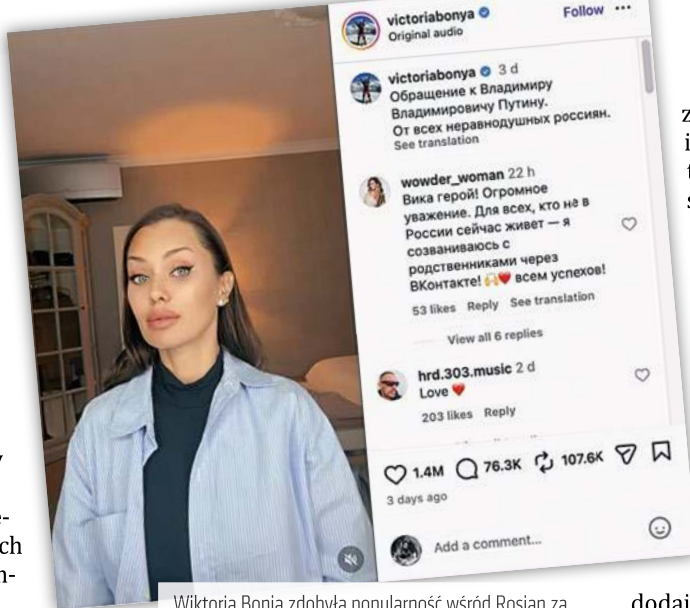 victoriabonya
Original audio
Follow
victoriabonya 3 d
Обращение к Владимиру
Владимировичу Путину.
От всех неравнодушных россиян.
See translation
wowder_woman 22 h
Вика герой! Огромное
уважение. Для всех, кто не в
России сейчас живет — я
созваниваюсь с
родственниками через
ВКонтакте! 🙌❤️ всем успехов!
53 likes Reply See translation
View all 6 replies
hrd.303.music 2 d
Love ❤️
203 likes Reply
1.4M 76.3K 107.6K
3 days ago
Add a comment...
Wiktoria Bonia zdobyła popularność wśród Rosjan za
dodaj